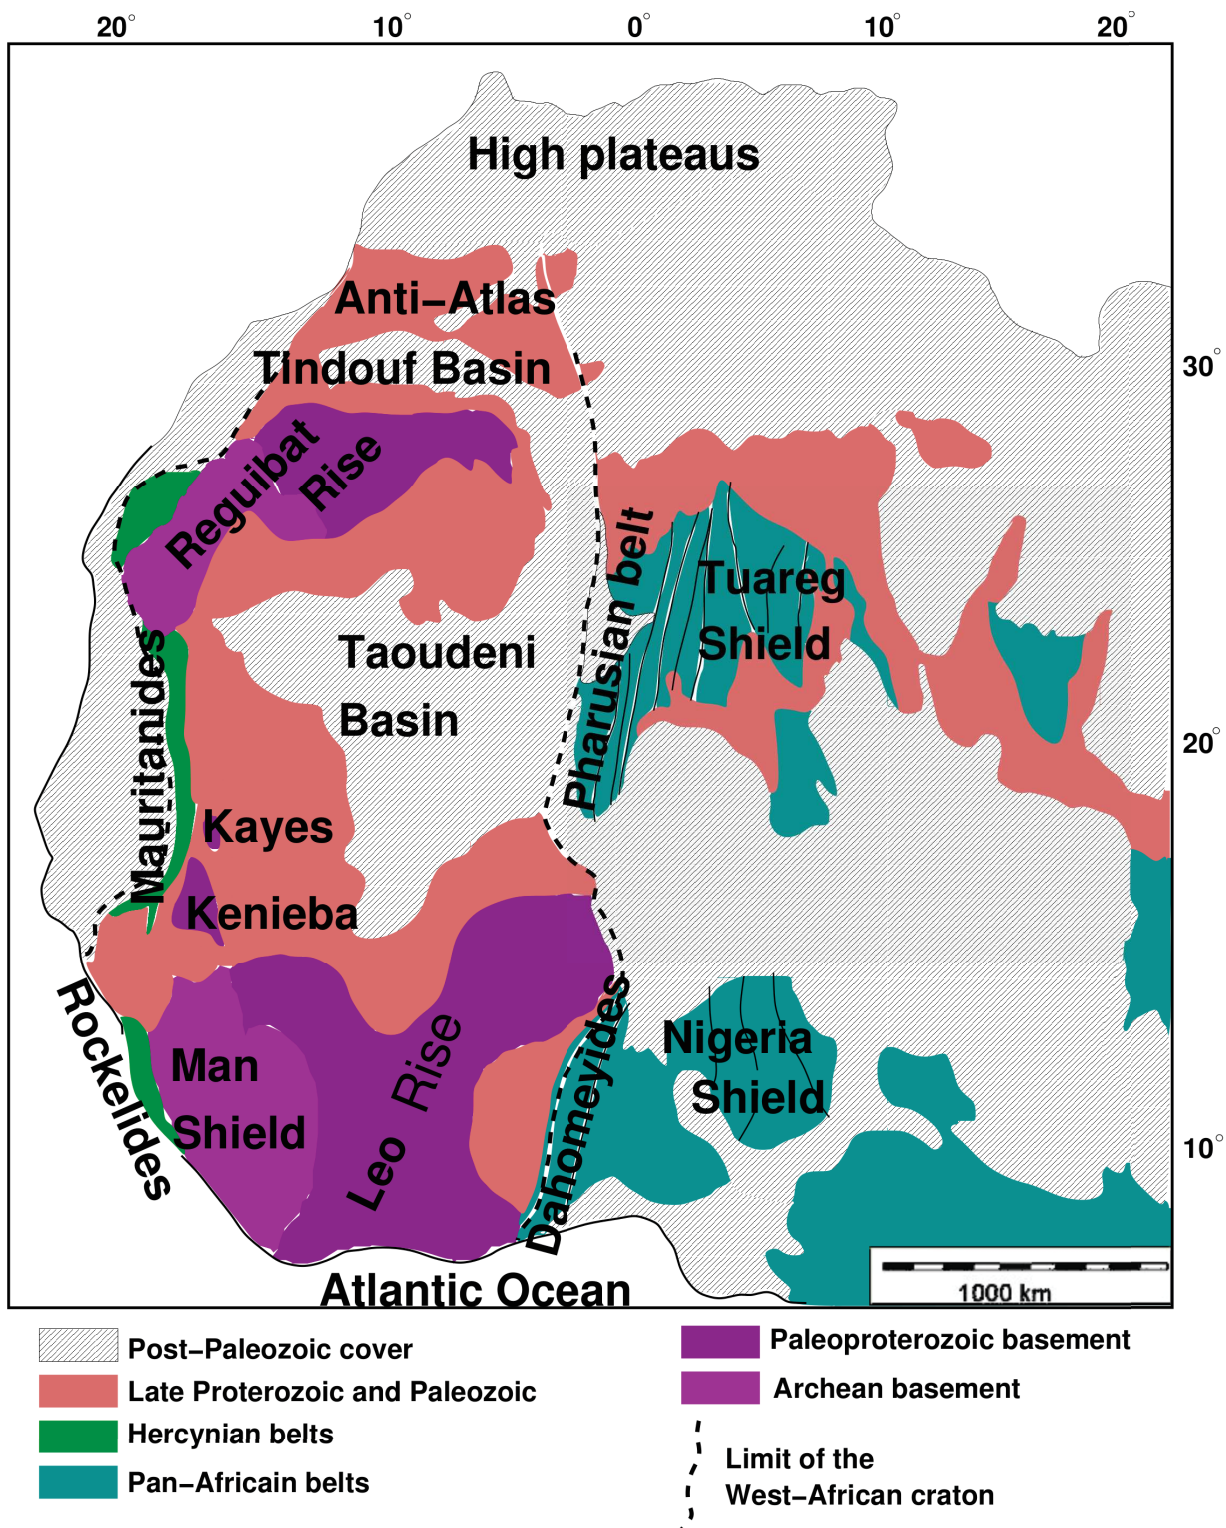 20° 10° 0° 10° 20°
High plateaus
Anti–Atlas
Tindouf Basin
30°
Reguibat
Rise
Pharusian belt
Tuareg
Shield
Taoudeni
Basin
20°
Mauritanides
Kayes
Kenieba
Rockelides
Man
Shield
Leo Rise
Dahomeyides
Nigeria
Shield
10°
Atlantic Ocean
1000 km
Post–Paleozoic cover
Late Proterozoic and Paleozoic
Hercynian belts
Pan–Africain belts
Paleoproterozoic basement
Archean basement
Limit of the
West–African craton